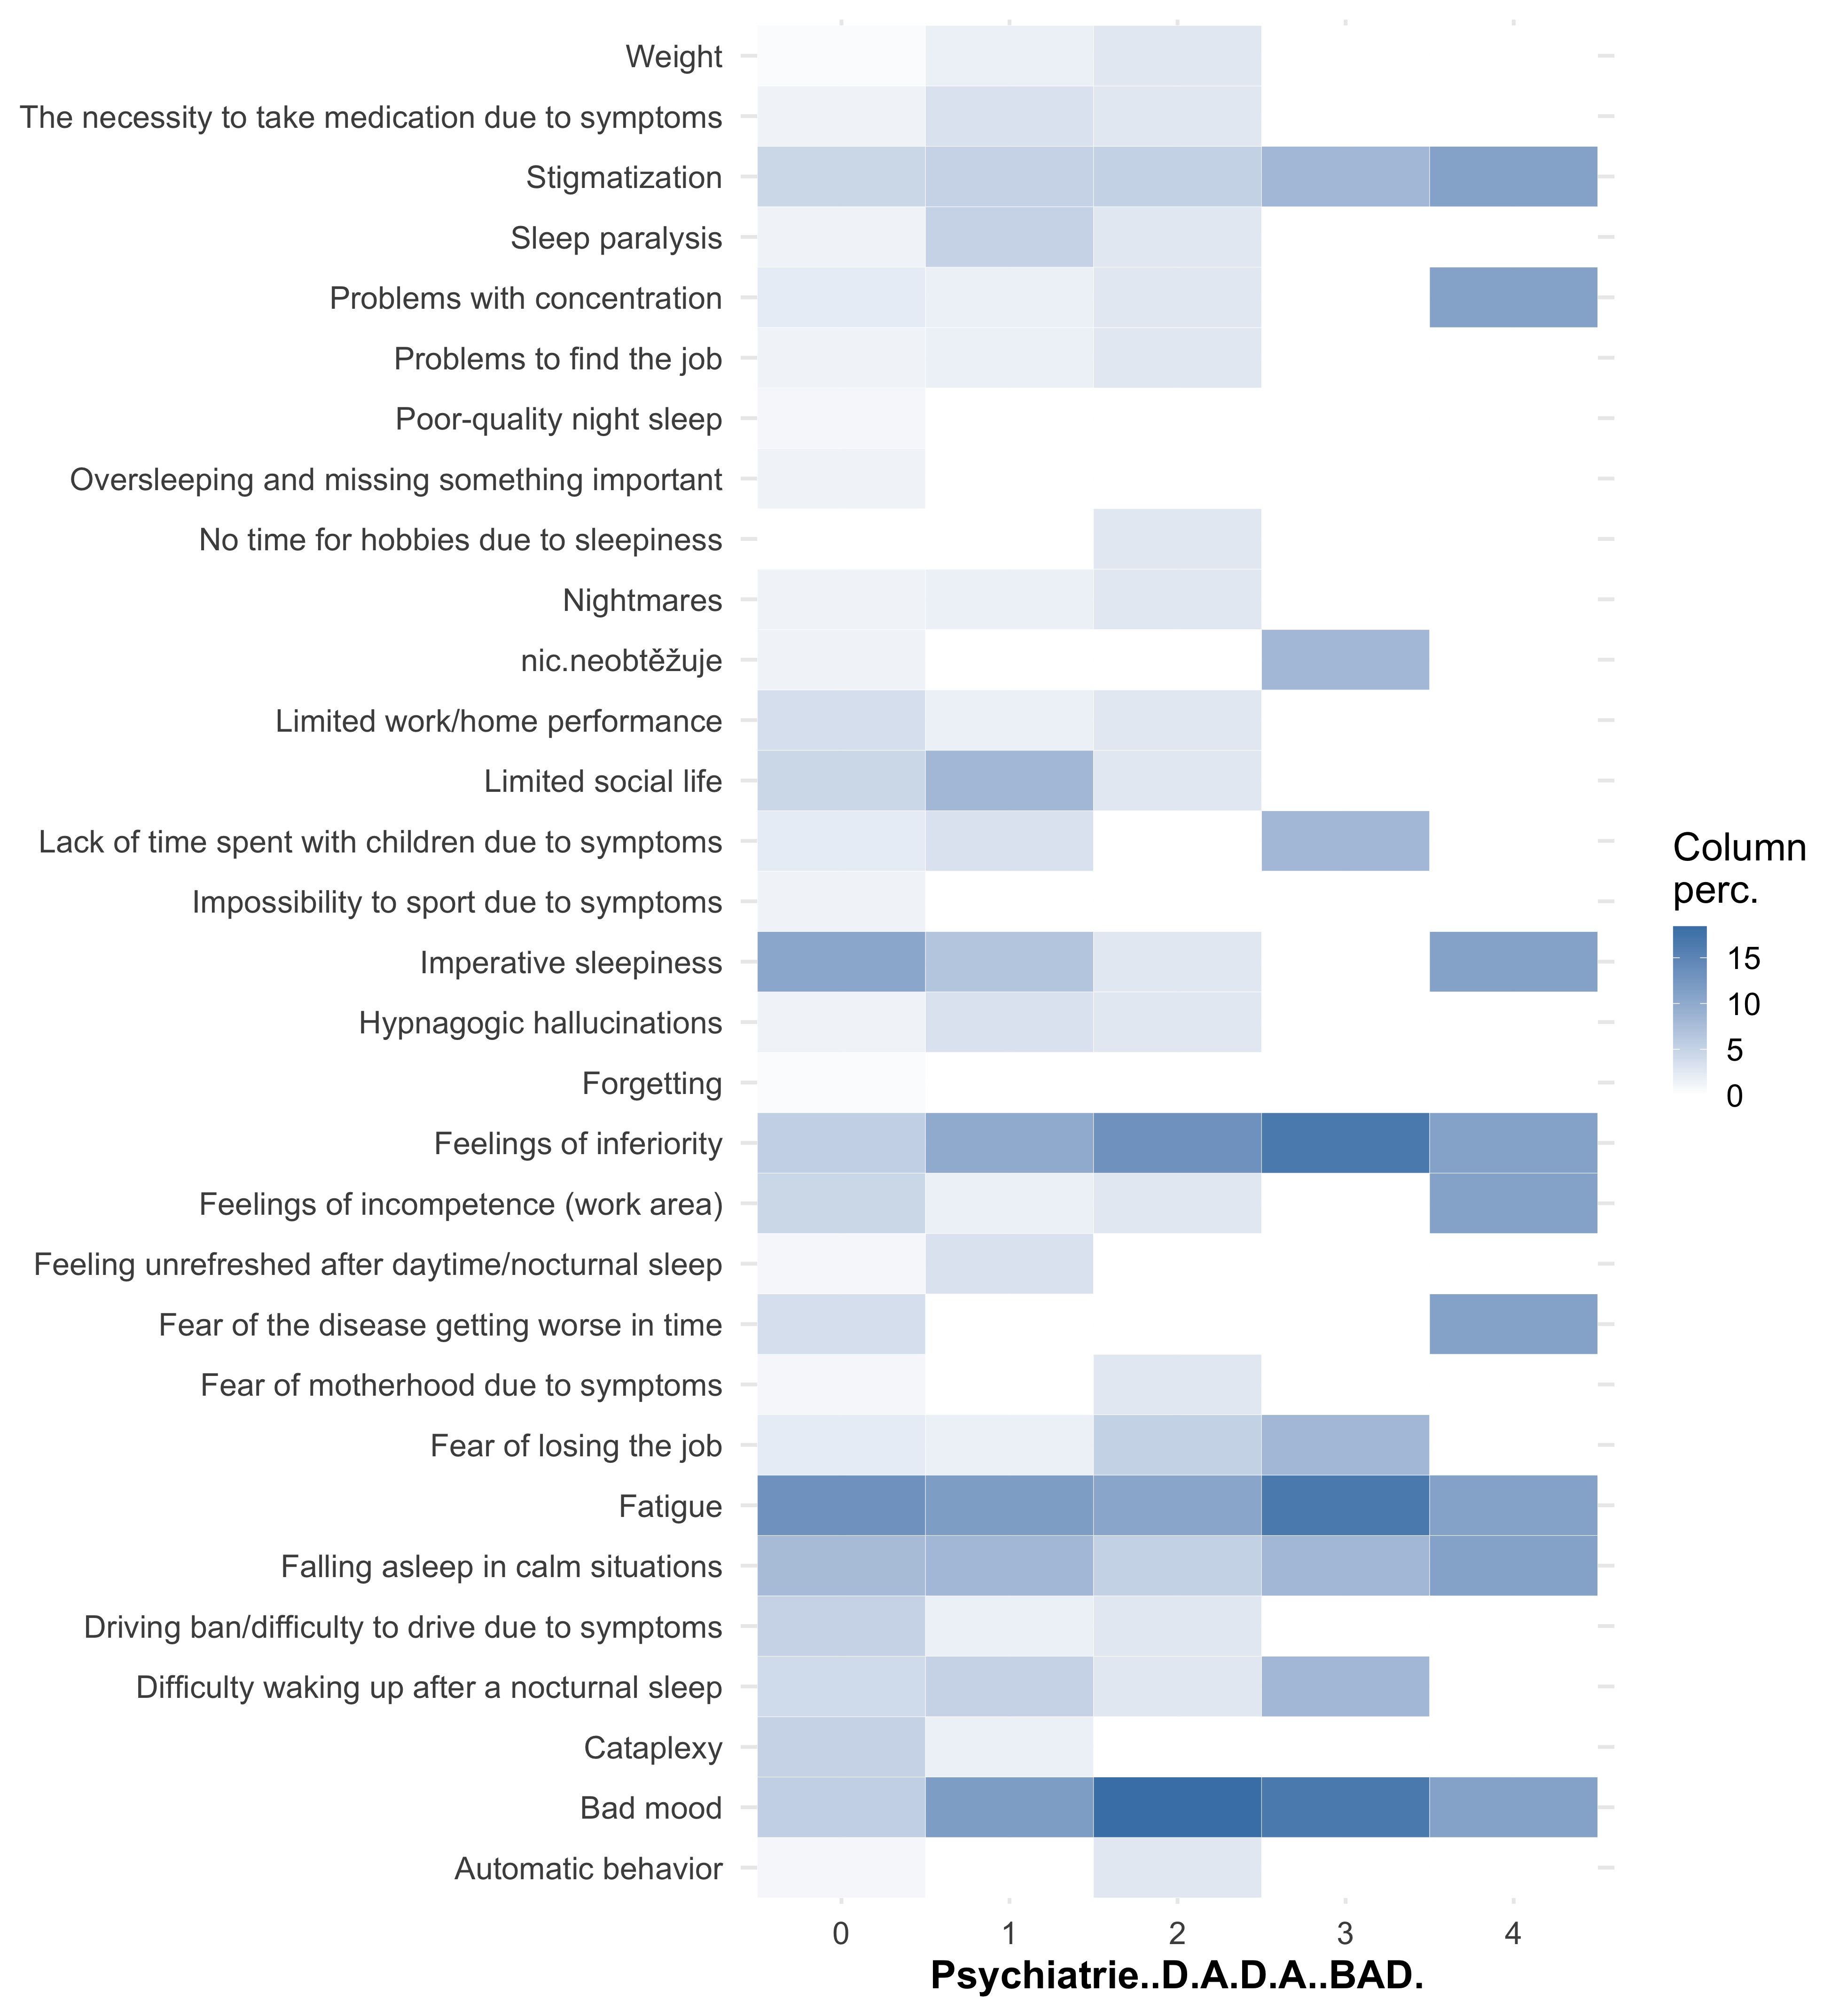 Weight
The necessity to take medication due to symptoms
Stigmatization
Sleep paralysis
Problems with concentration
Problems to find the job
Poor-quality night sleep
Oversleeping and missing something important
No time for hobbies due to sleepiness
Nightmares
nic.neobtěžuje
Limited work/home performance
Limited social life
Lack of time spent with children due to symptoms
Impossibility to sport due to symptoms
Imperative sleepiness
Hypnagogic hallucinations
Forgetting
Feelings of inferiority
Feelings of incompetence (work area)
Feeling unrefreshed after daytime/nocturnal sleep
Fear of the disease getting worse in time
Fear of motherhood due to symptoms
Fear of losing the job
Fatigue
Falling asleep in calm situations
Driving ban/difficulty to drive due to symptoms
Difficulty waking up after a nocturnal sleep
Cataplexy
Bad mood
Automatic behavior
0 1 2 3 4
Psychiatrie..D.A.D.A..BAD.
Column
perc.
15
10
5
0